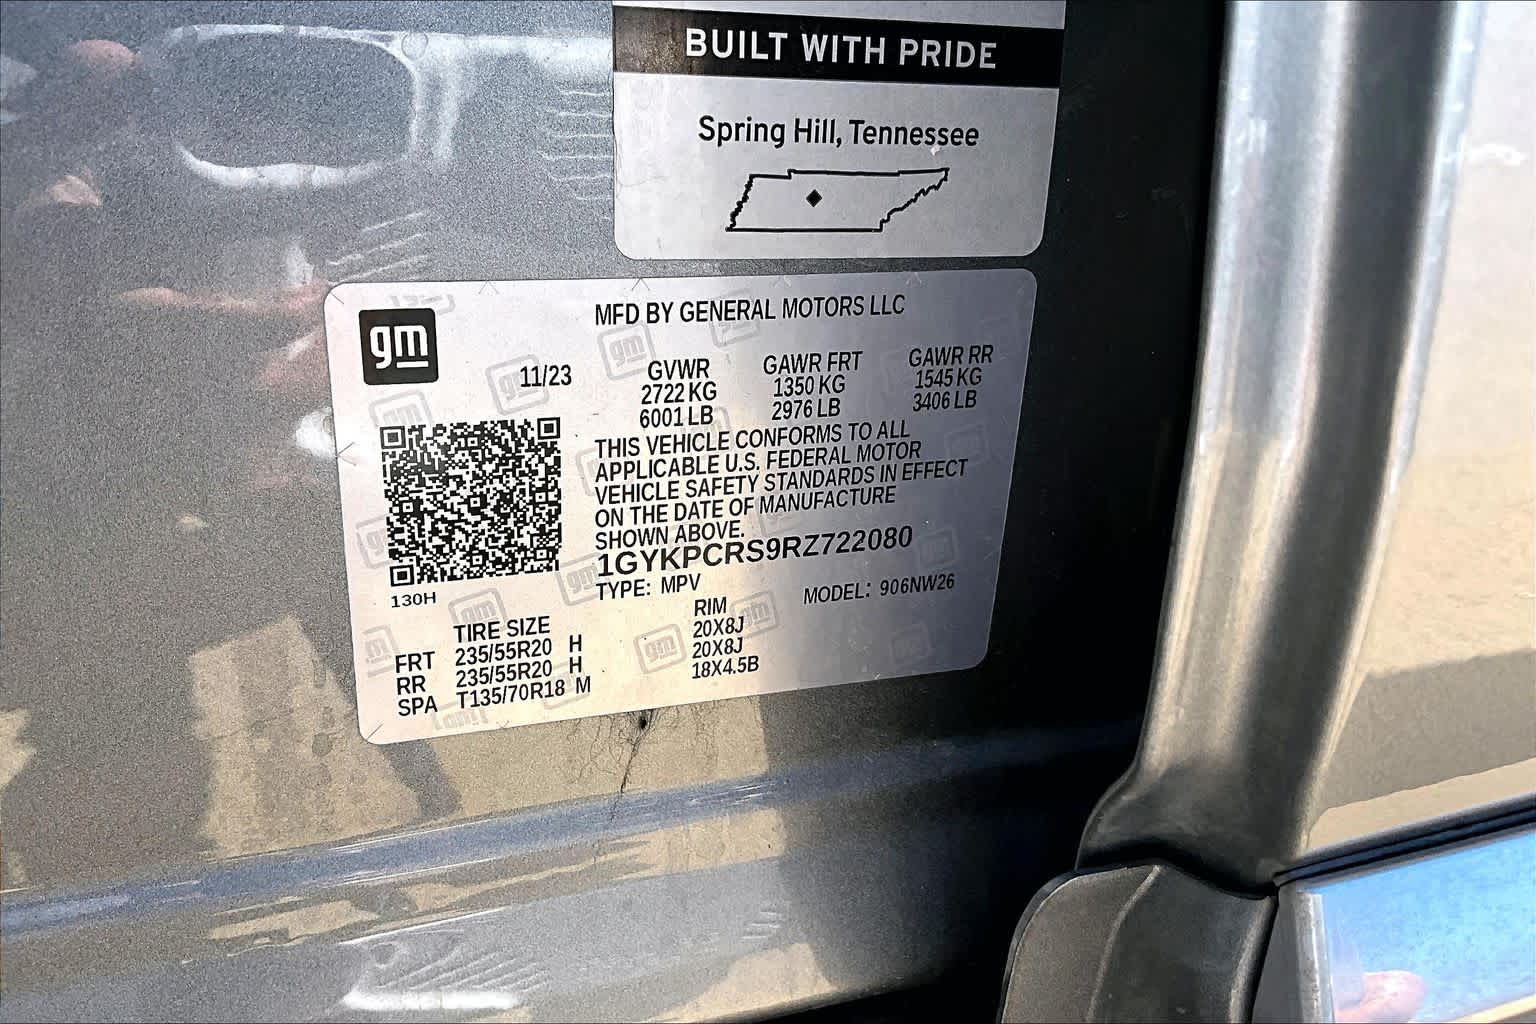 BUILT WITH PRIDE
Spring Hill, Tennessee
gm
MFD BY GENERAL MOTORS LLC
11/23
GVWR GAWR FRT GAWR RR
2722 KG 1350 KG 1545 KG
6001 LB 2976 LB 3406 LB
THIS VEHICLE CONFORMS TO ALL
APPLICABLE U.S. FEDERAL MOTOR
VEHICLE SAFETY STANDARDS IN EFFECT
ON THE DATE OF MANUFACTURE
SHOWN ABOVE.
1GYKPCRS9RZ722080
TYPE: MPV MODEL: 906NW26
130H
TIRE SIZE RIM
FRT 235/55R20 H 20X8J
RR 235/55R20 H 20X8J
SPA T135/70R18 M 18X4.5B